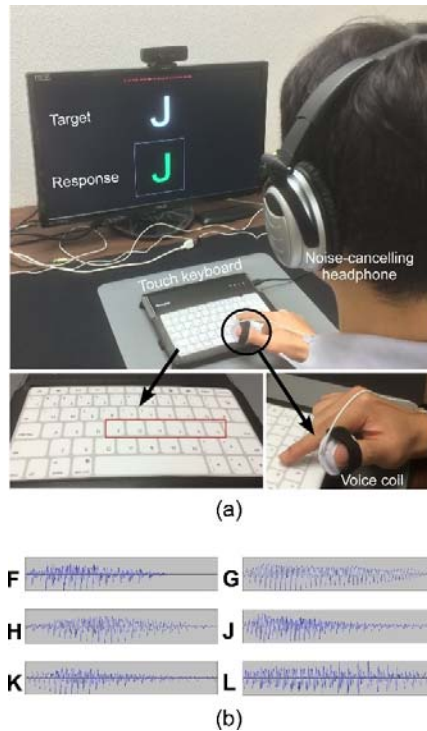 Target
J
Response
J
Noise-cancelling
headphone
Touch keyboard
Voice coil
(a)
F
G
H
J
K
L
(b)